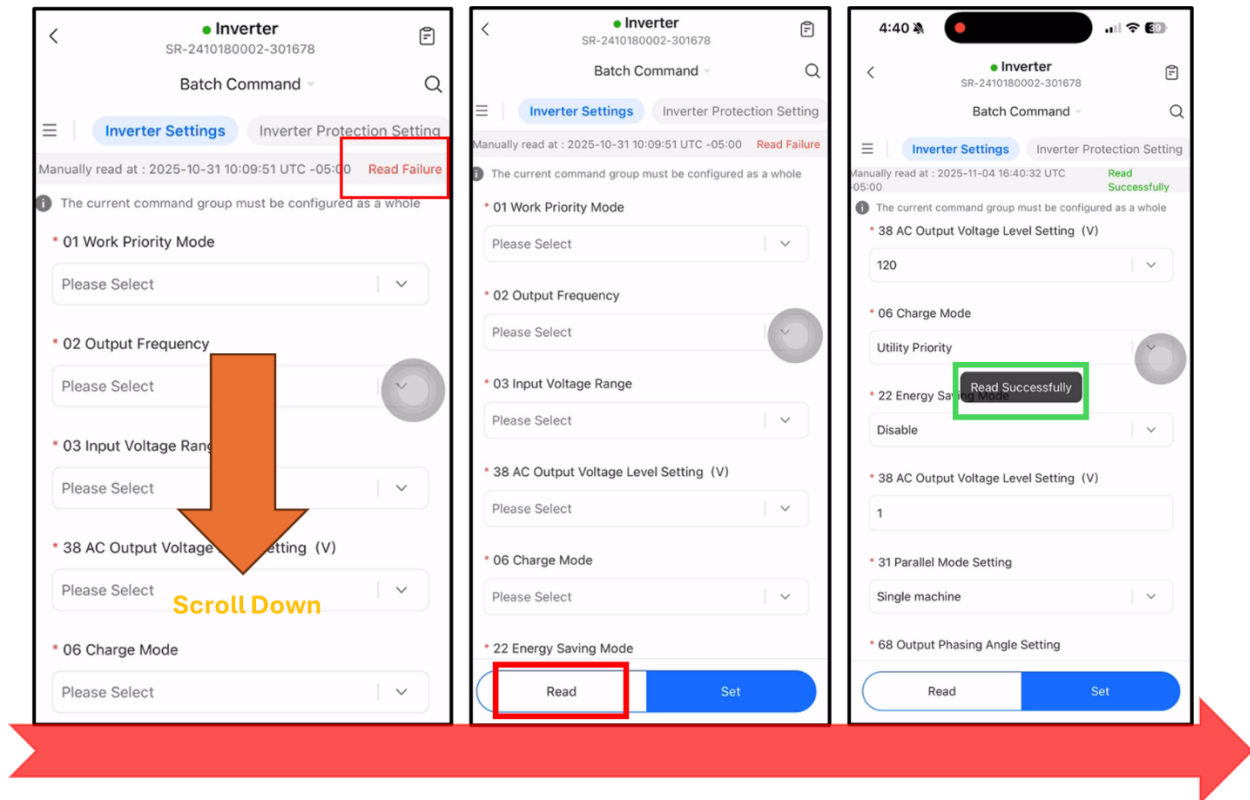 Inverter
SR-2410180002-301678
Batch Command
Inverter Settings Inverter Protection Setting
Manually read at : 2025-10-31 10:09:51 UTC -05:00 Read Failure
The current command group must be configured as a whole
* 01 Work Priority Mode
Please Select
* 02 Output Frequency
Please Select
* 03 Input Voltage Rang
Please Select
* 38 AC Output Voltage etting (V)
Please Select
Scroll Down
* 06 Charge Mode
Please Select
Inverter
SR-2410180002-301678
Batch Command
Inverter Settings Inverter Protection Setting
Manually read at : 2025-10-31 10:09:51 UTC -05:00 Read Failure
The current command group must be configured as a whole
* 01 Work Priority Mode
Please Select
* 02 Output Frequency
Please Select
* 03 Input Voltage Range
Please Select
* 38 AC Output Voltage Level Setting (V)
Please Select
* 06 Charge Mode
Please Select
* 22 Energy Saving Mode
Read Set
4:40 39
Inverter
SR-2410180002-301678
Batch Command
Inverter Settings Inverter Protection Setting
Manually read at : 2025-11-04 16:40:32 UTC Read
-05:00 Successfully
The current command group must be configured as a whole
* 38 AC Output Voltage Level Setting (V)
120
* 06 Charge Mode
Utility Priority
Read Successfully
* 22 Energy Saving Mode
Disable
* 38 AC Output Voltage Level Setting (V)
1
* 31 Parallel Mode Setting
Single machine
* 68 Output Phasing Angle Setting
Read Set